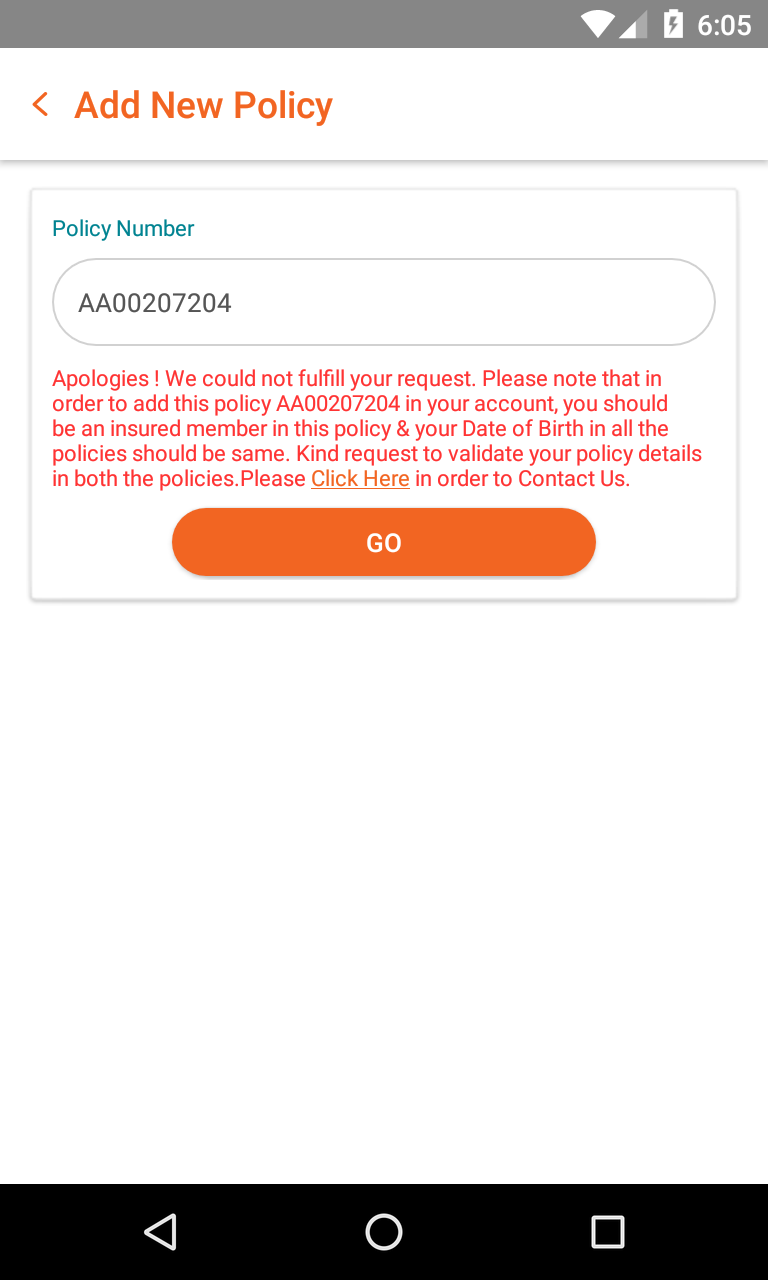 6:05
Add New Policy
Policy Number
AA00207204
Apologies ! We could not fulfill your request. Please note that in
order to add this policy AA00207204 in your account, you should
be an insured member in this policy & your Date of Birth in all the
policies should be same. Kind request to validate your policy details
in both the policies.Please Click Here in order to Contact Us.
GO